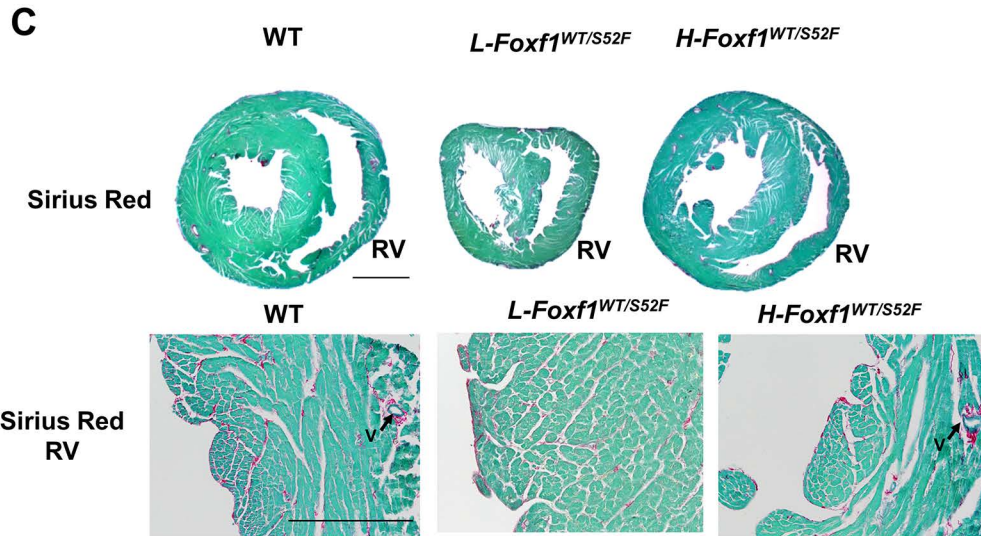 C
WT
L-Foxf1WT/S52F
H-Foxf1WT/S52F
Sirius Red
RV
RV
RV
WT
L-Foxf1WT/S52F
H-Foxf1WT/S52F
Sirius Red
RV
V
V